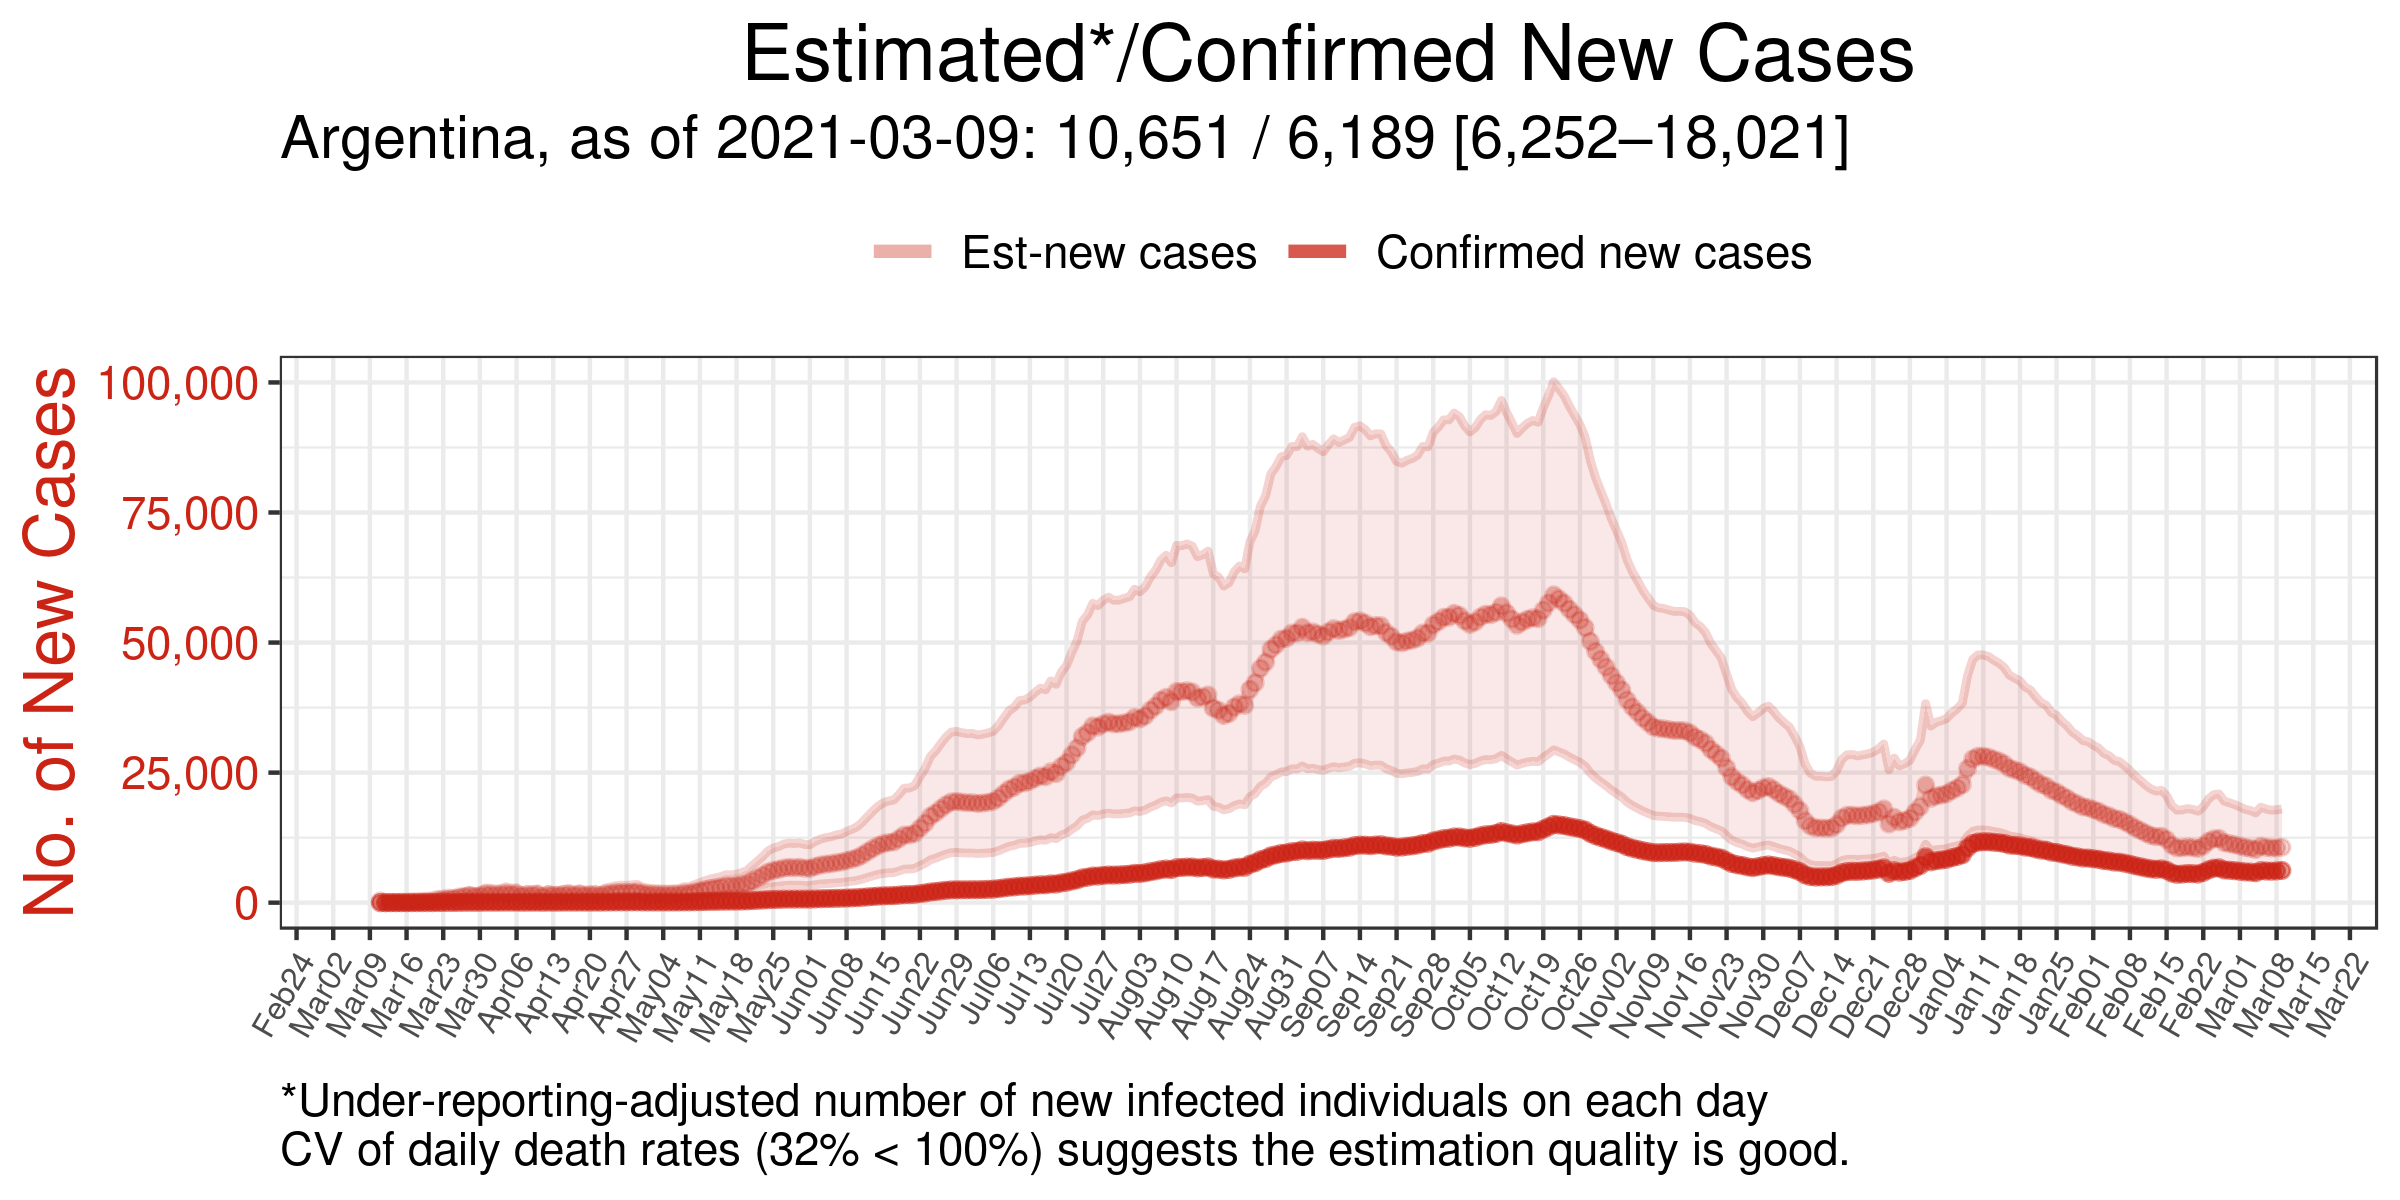 Estimated*/Confirmed New Cases
Argentina, as of 2021-03-09: 10,651 / 6,189 [6,252–18,021]
Est-new cases Confirmed new cases
No. of New Cases
100,000
75,000
50,000
25,000
0
Feb24 Mar02 Mar09 Mar16 Mar23 Mar30 Apr06 Apr13 Apr20 Apr27 May04 May11 May18 May25 Jun01 Jun08 Jun15 Jun22 Jun29 Jul06 Jul13 Jul20 Jul27 Aug03 Aug10 Aug17 Aug24 Aug31 Sep07 Sep14 Sep21 Sep28 Oct05 Oct12 Oct19 Oct26 Nov02 Nov09 Nov16 Nov23 Nov30 Dec07 Dec14 Dec21 Dec28 Jan04 Jan11 Jan18 Jan25 Feb01 Feb08 Feb15 Feb22 Mar01 Mar08 Mar15 Mar22
*Under-reporting-adjusted number of new infected individuals on each day
CV of daily death rates (32% < 100%) suggests the estimation quality is good.